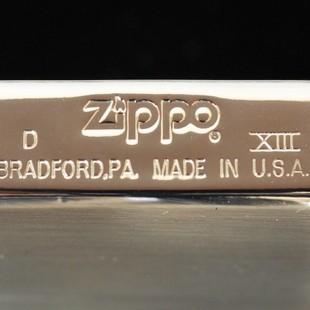 Zippo®
D XIII
BRADFORD, PA. MADE IN U.S.A.